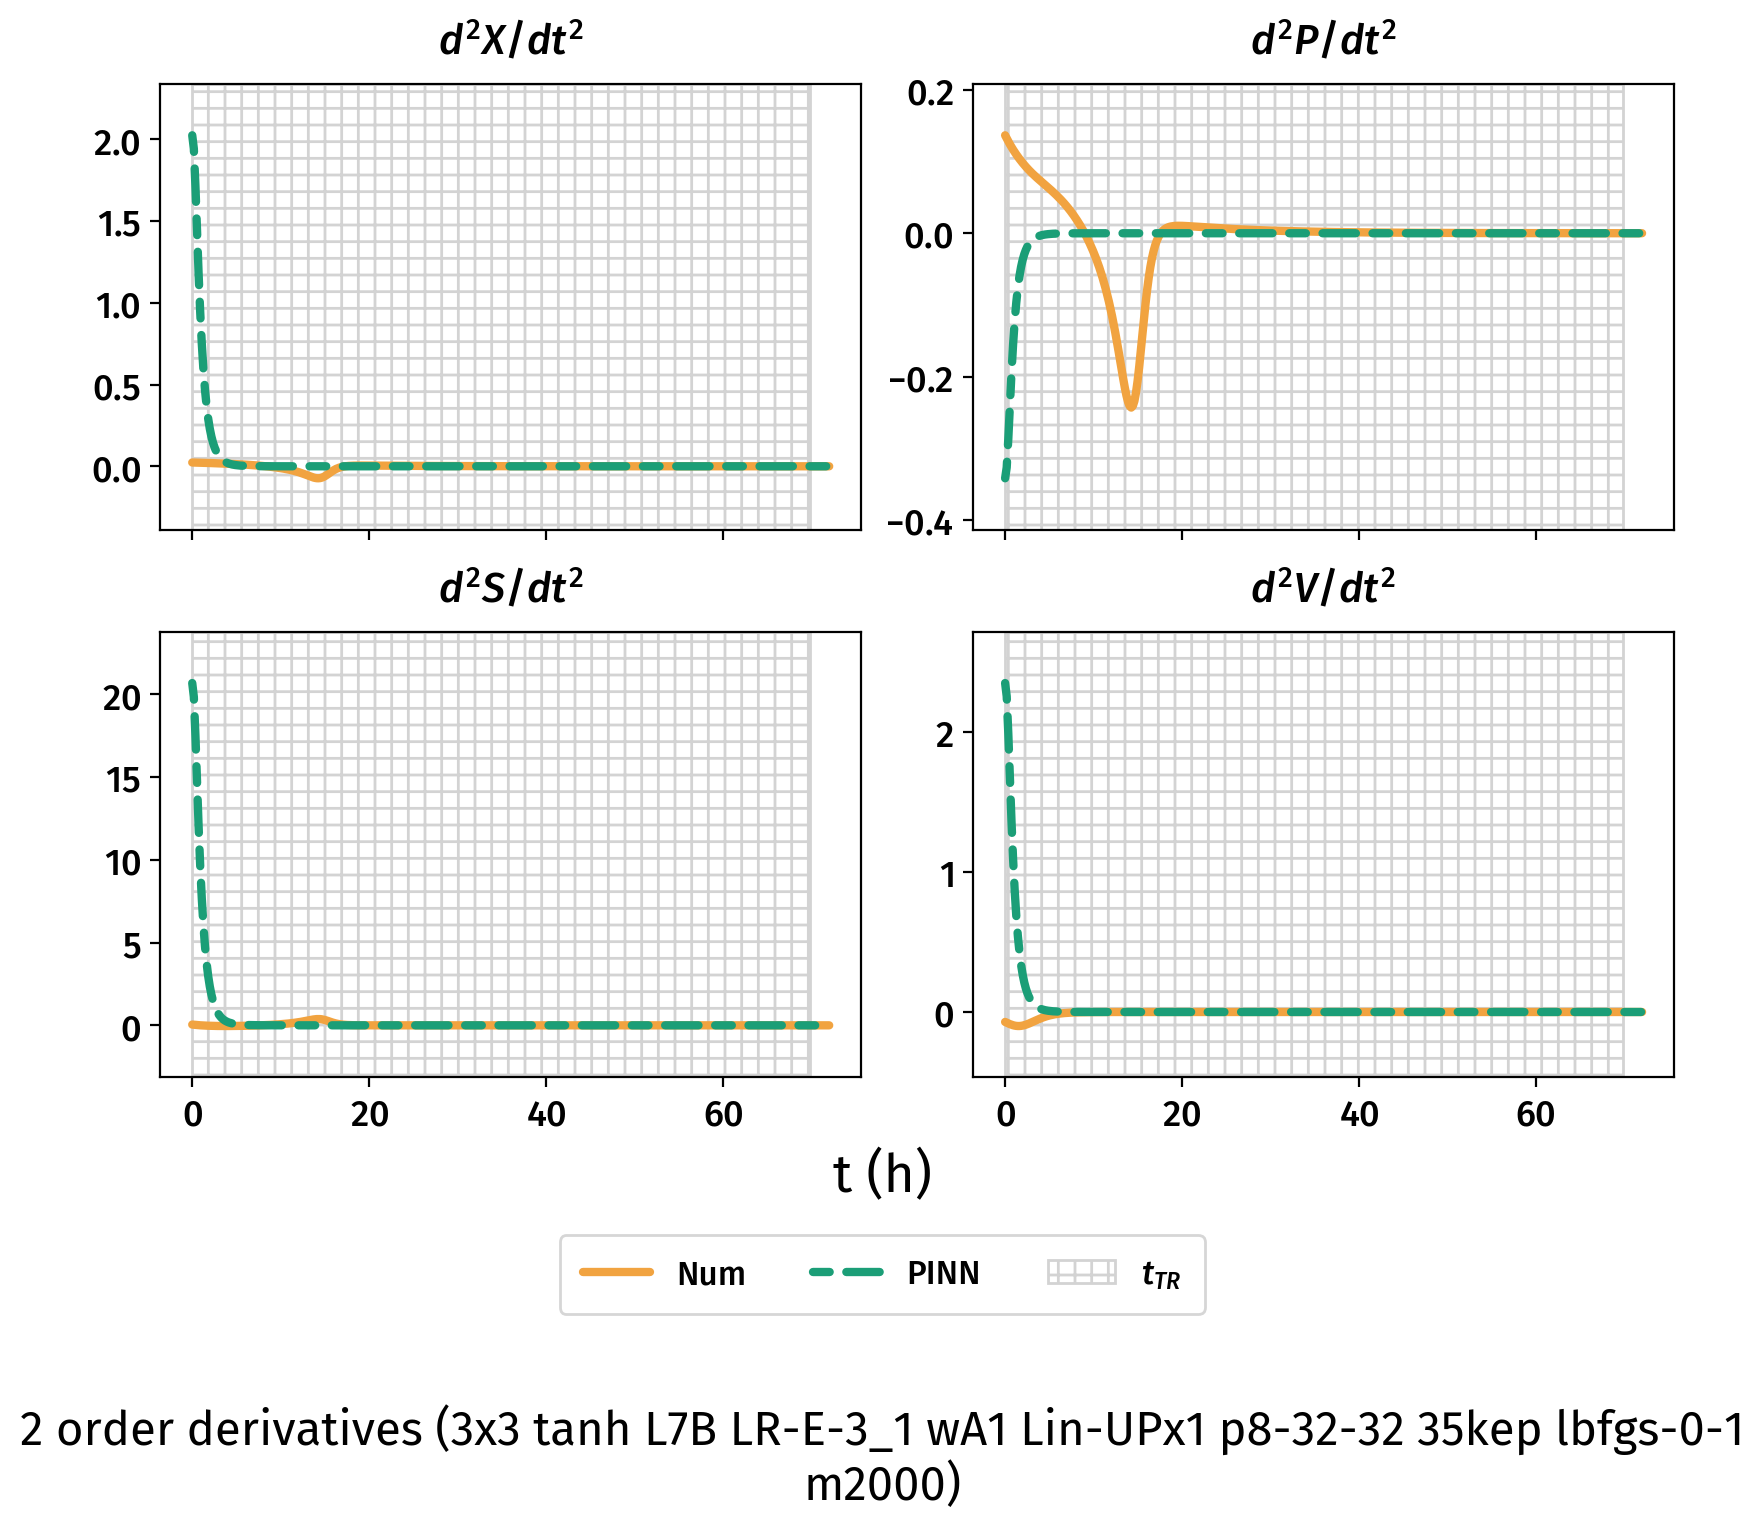 d²X/dt²
d²P/dt²
2.0
1.5
1.0
0.5
0.0
0.2
0.0
−0.2
−0.4
d²S/dt²
d²V/dt²
20
15
10
5
0
2
1
0
0 20 40 60
0 20 40 60
t (h)
Num PINN t_TR
2 order derivatives (3x3 tanh L7B LR-E-3_1 wA1 Lin-UPx1 p8-32-32 35kep lbfgs-0-1
m2000)